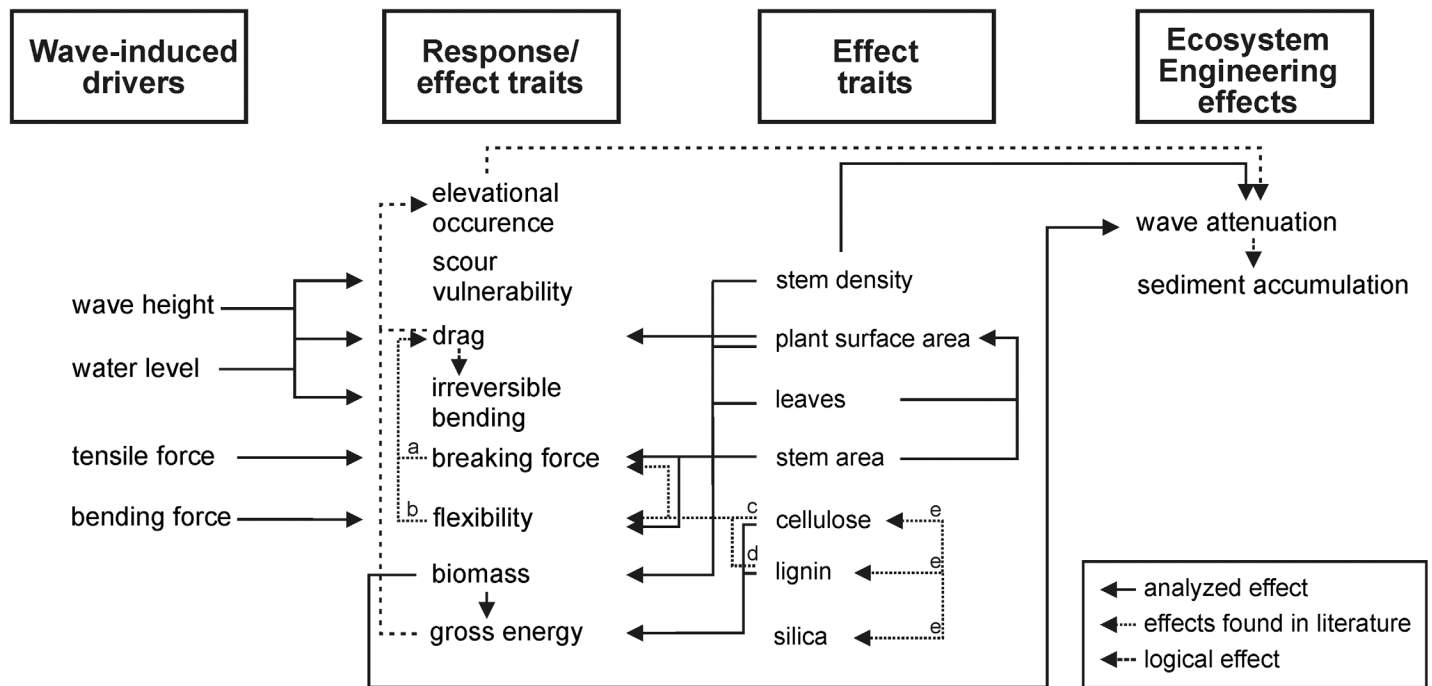 Wave-induced
drivers
Response/
effect traits
Effect
traits
Ecosystem
Engineering
effects
wave height
water level
tensile force
bending force
elevational
occurence
scour
vulnerability
drag
irreversible
bending
a
breaking force
b
flexibility
biomass
gross energy
stem density
plant surface area
leaves
stem area
c
cellulose
e
d
lignin
e
silica
e
wave attenuation
sediment accumulation
analyzed effect
effects found in literature
logical effect